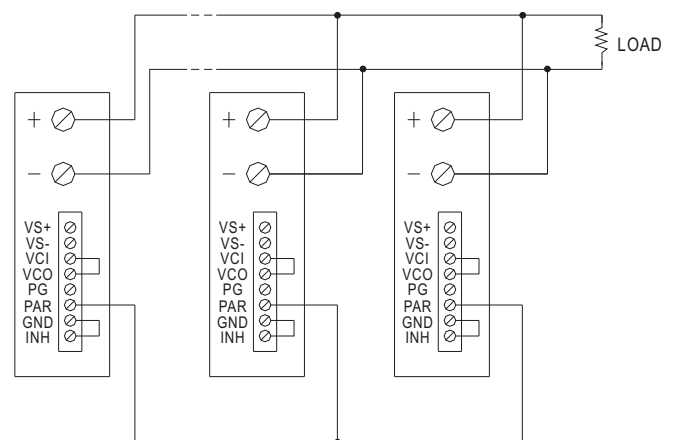 LOAD
+
-
VS+
VS-
VCI
VCO
PG
PAR
GND
INH
+
-
VS+
VS-
VCI
VCO
PG
PAR
GND
INH
+
-
VS+
VS-
VCI
VCO
PG
PAR
GND
INH